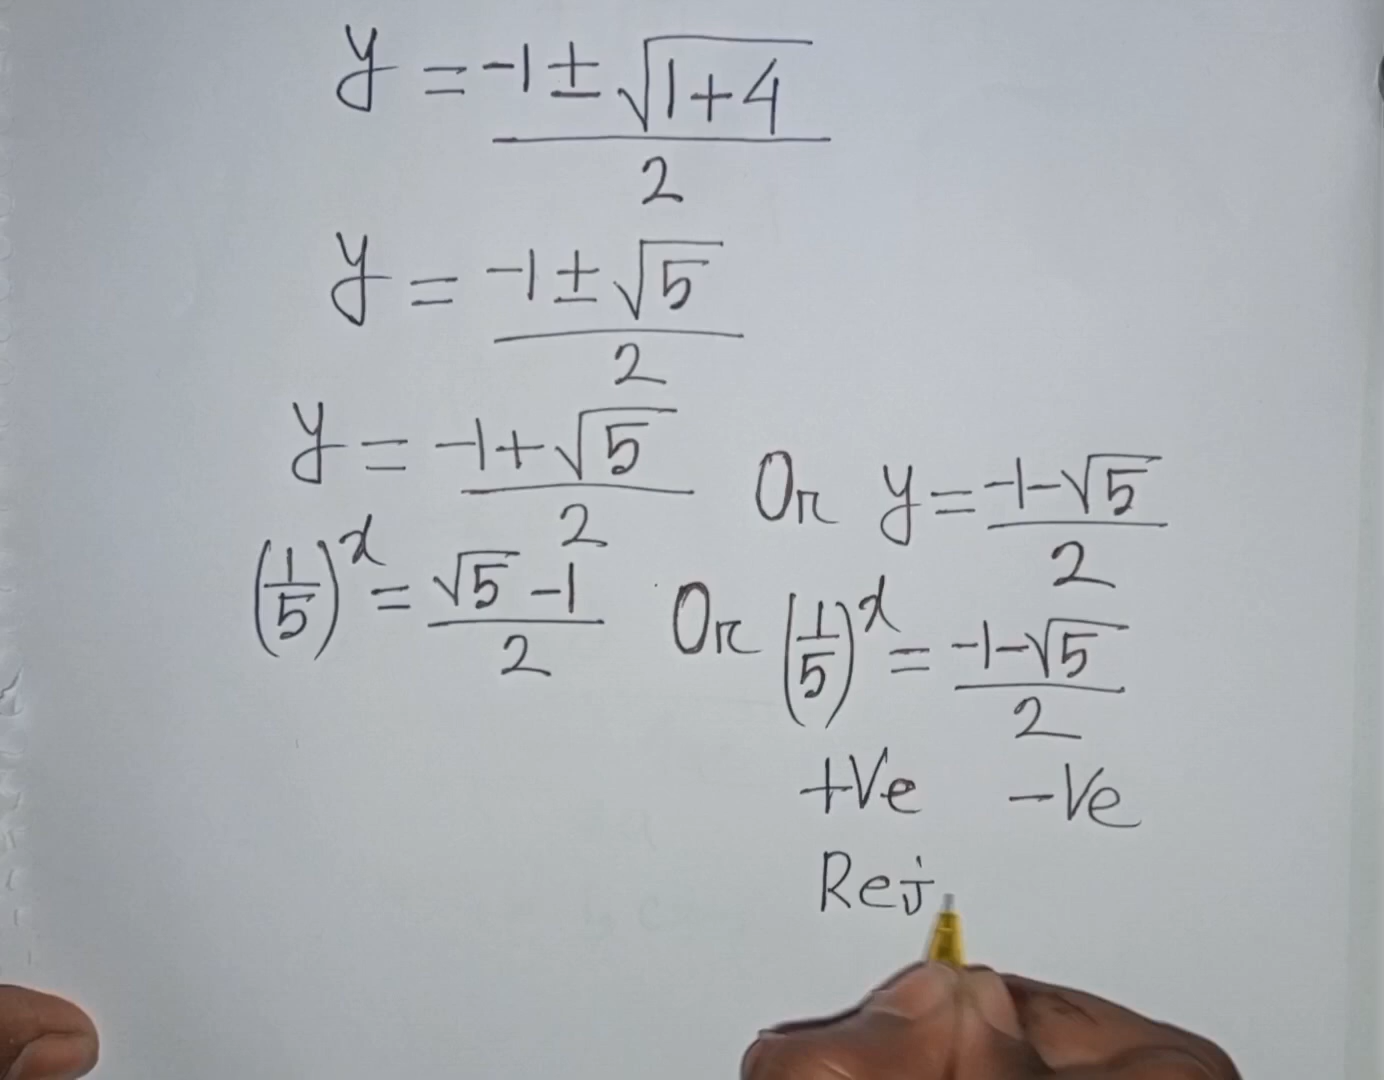 y = -1 ± √1+4 / 2
y = -1 ± √5 / 2
y = -1+√5 / 2 Or y = -1-√5 / 2
(1/5)^x = √5 -1 / 2 Or (1/5)^x = -1-√5 / 2
+Ve -Ve
Rej